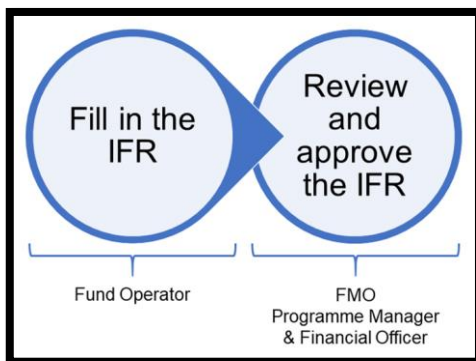 Fill in the
IFR
Review
and
approve
the IFR
Fund Operator
FMO
Programme Manager
& Financial Officer